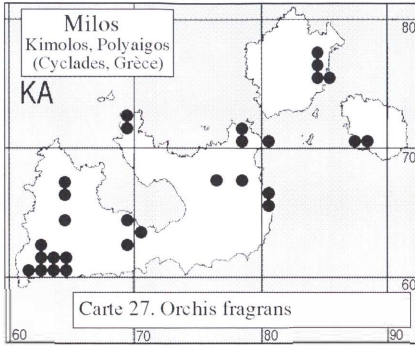 Milos
Kimolos, Polyaigos
(Cyclades, Grèce)
KA
80
70
60
Carte 27. Orchis fragrans
60 70 80 90